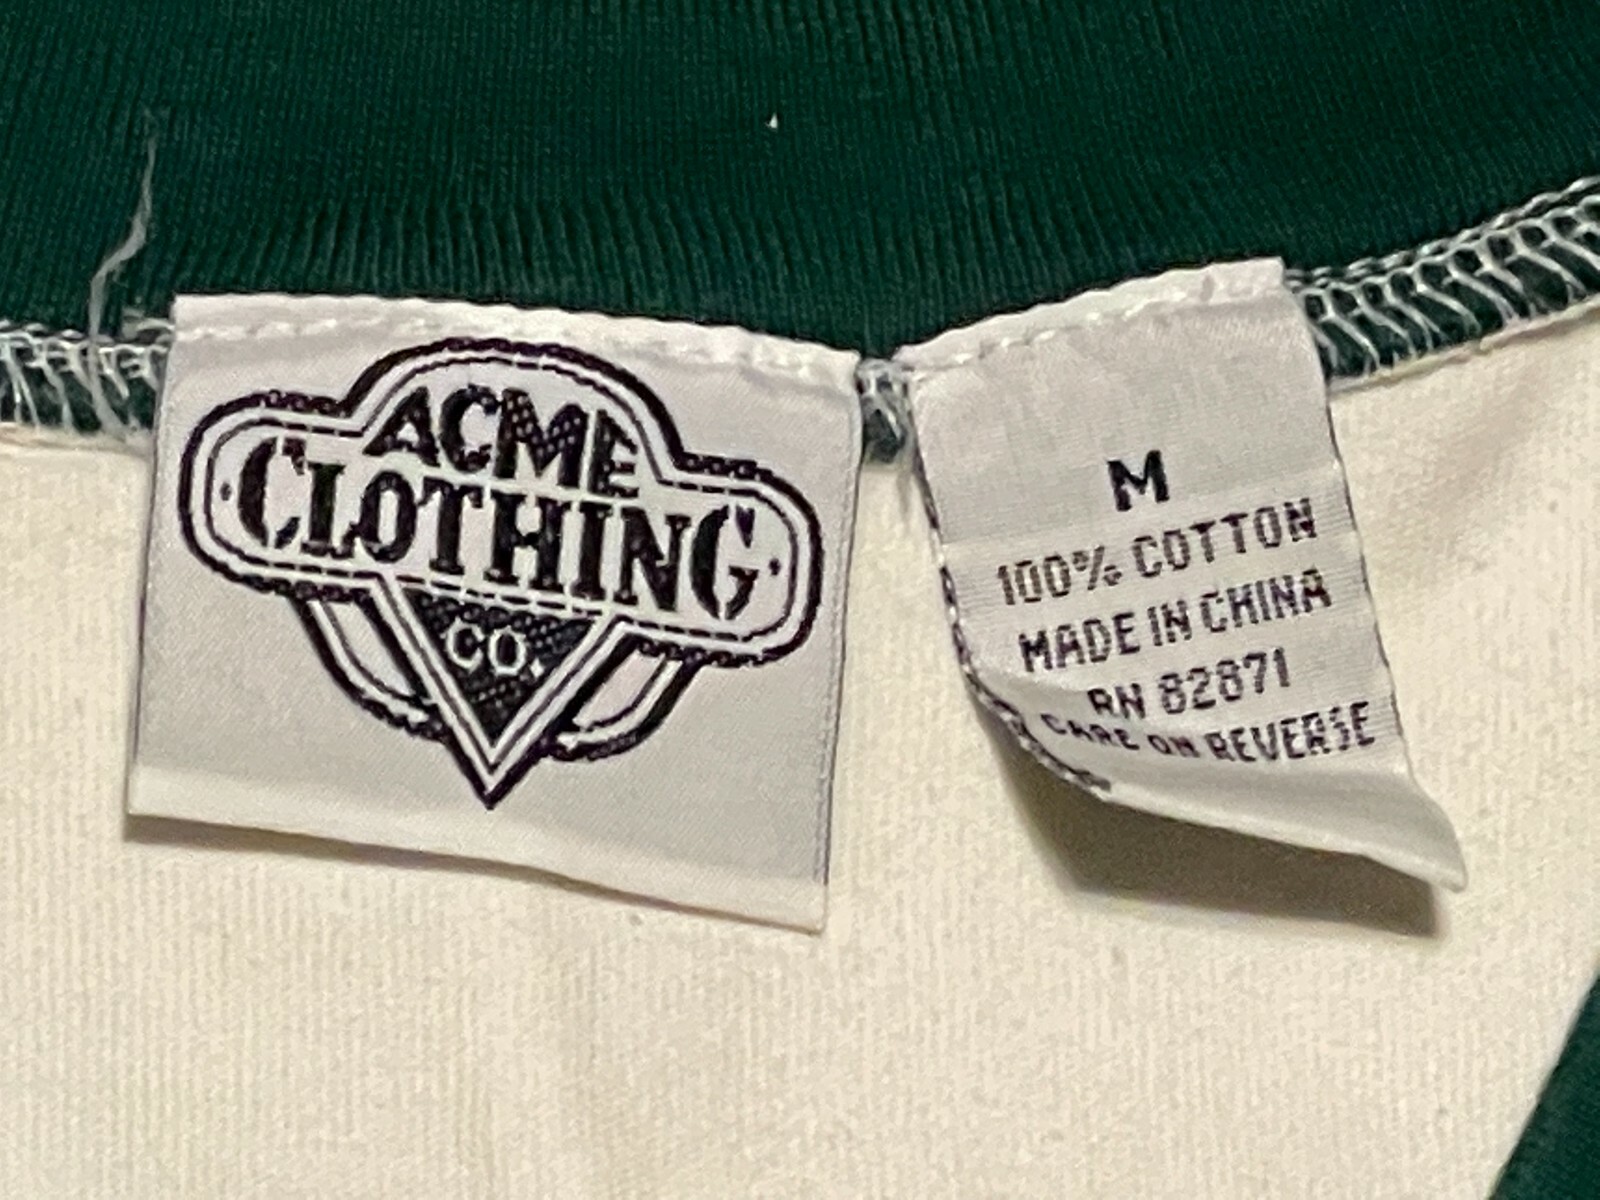 ACME
CLOTHING
CO.
M
100% COTTON
MADE IN CHINA
RN 82871
CARE ON REVERSE